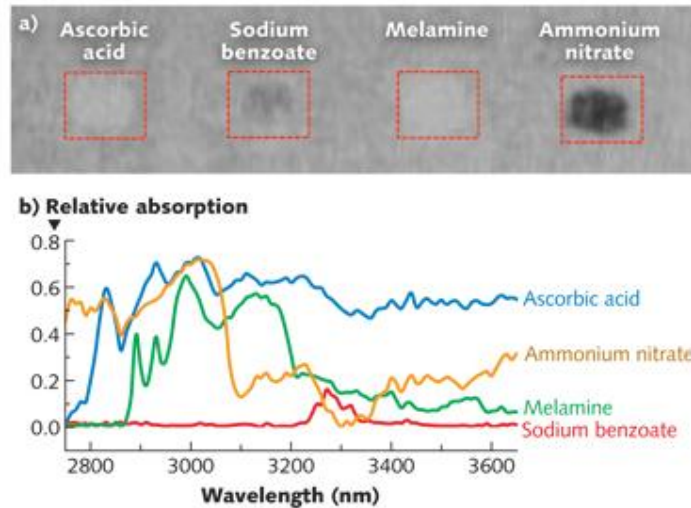 a)
Ascorbic
acid
Sodium
benzoate
Melamine
Ammonium
nitrate
b) Relative absorption
0.8
0.6
0.4
0.2
0.0
Ascorbic acid
Ammonium nitrate
Melamine
Sodium benzoate
2800
3000
3200
3400
3600
Wavelength (nm)